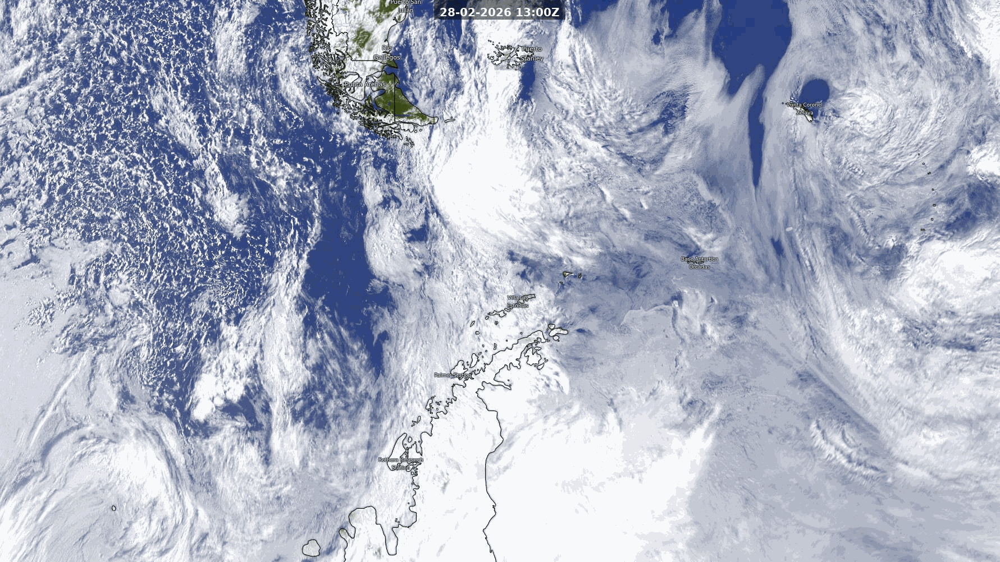 Puerto San
Julián
28-02-2026 13:00Z
Río
Gallegos
Puerto
Stanley
Punta Arenas
Punta Coronel
Zelaya
Base Antartica
Orcadas
Villa Las
Estrellas
Palmer Station
Rothera Research
Station